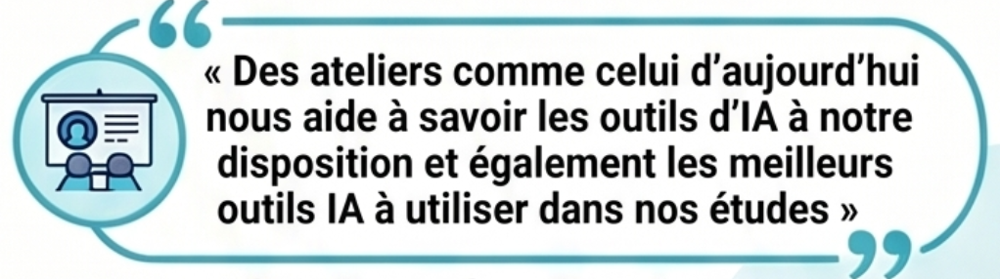 « Des ateliers comme celui d’aujourd’hui
nous aide à savoir les outils d’IA à notre
disposition et également les meilleurs
outils IA à utiliser dans nos études »